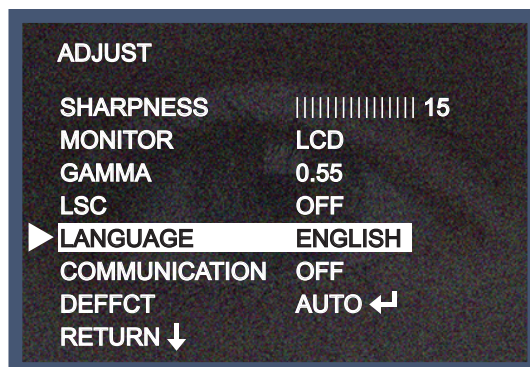 ADJUST
SHARPNESS |||||||||||||||| 15
MONITOR LCD
GAMMA 0.55
LSC OFF
LANGUAGE ENGLISH
COMMUNICATION OFF
DEFFCT AUTO
RETURN